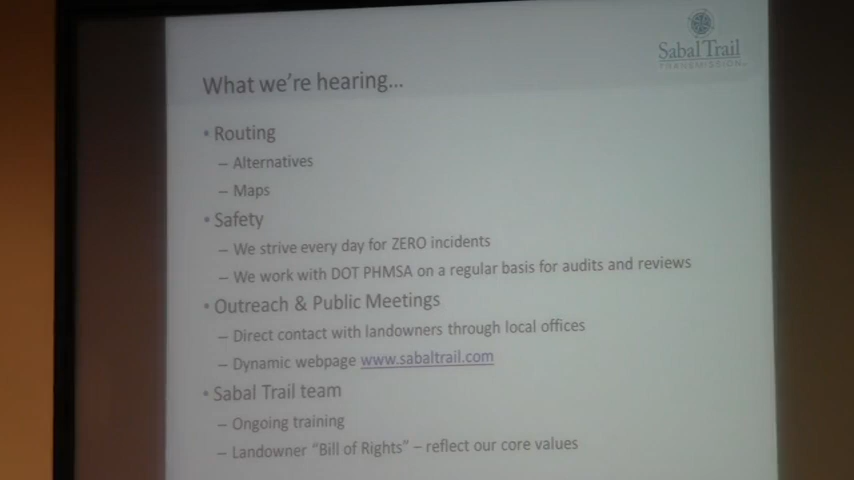 Sabal Trail
TRANSMISSION
What we're hearing...
• Routing
– Alternatives
– Maps
• Safety
– We strive every day for ZERO incidents
– We work with DOT PHMSA on a regular basis for audits and reviews
• Outreach & Public Meetings
– Direct contact with landowners through local offices
– Dynamic webpage www.sabaltrail.com
• Sabal Trail team
– Ongoing training
– Landowner "Bill of Rights" – reflect our core values